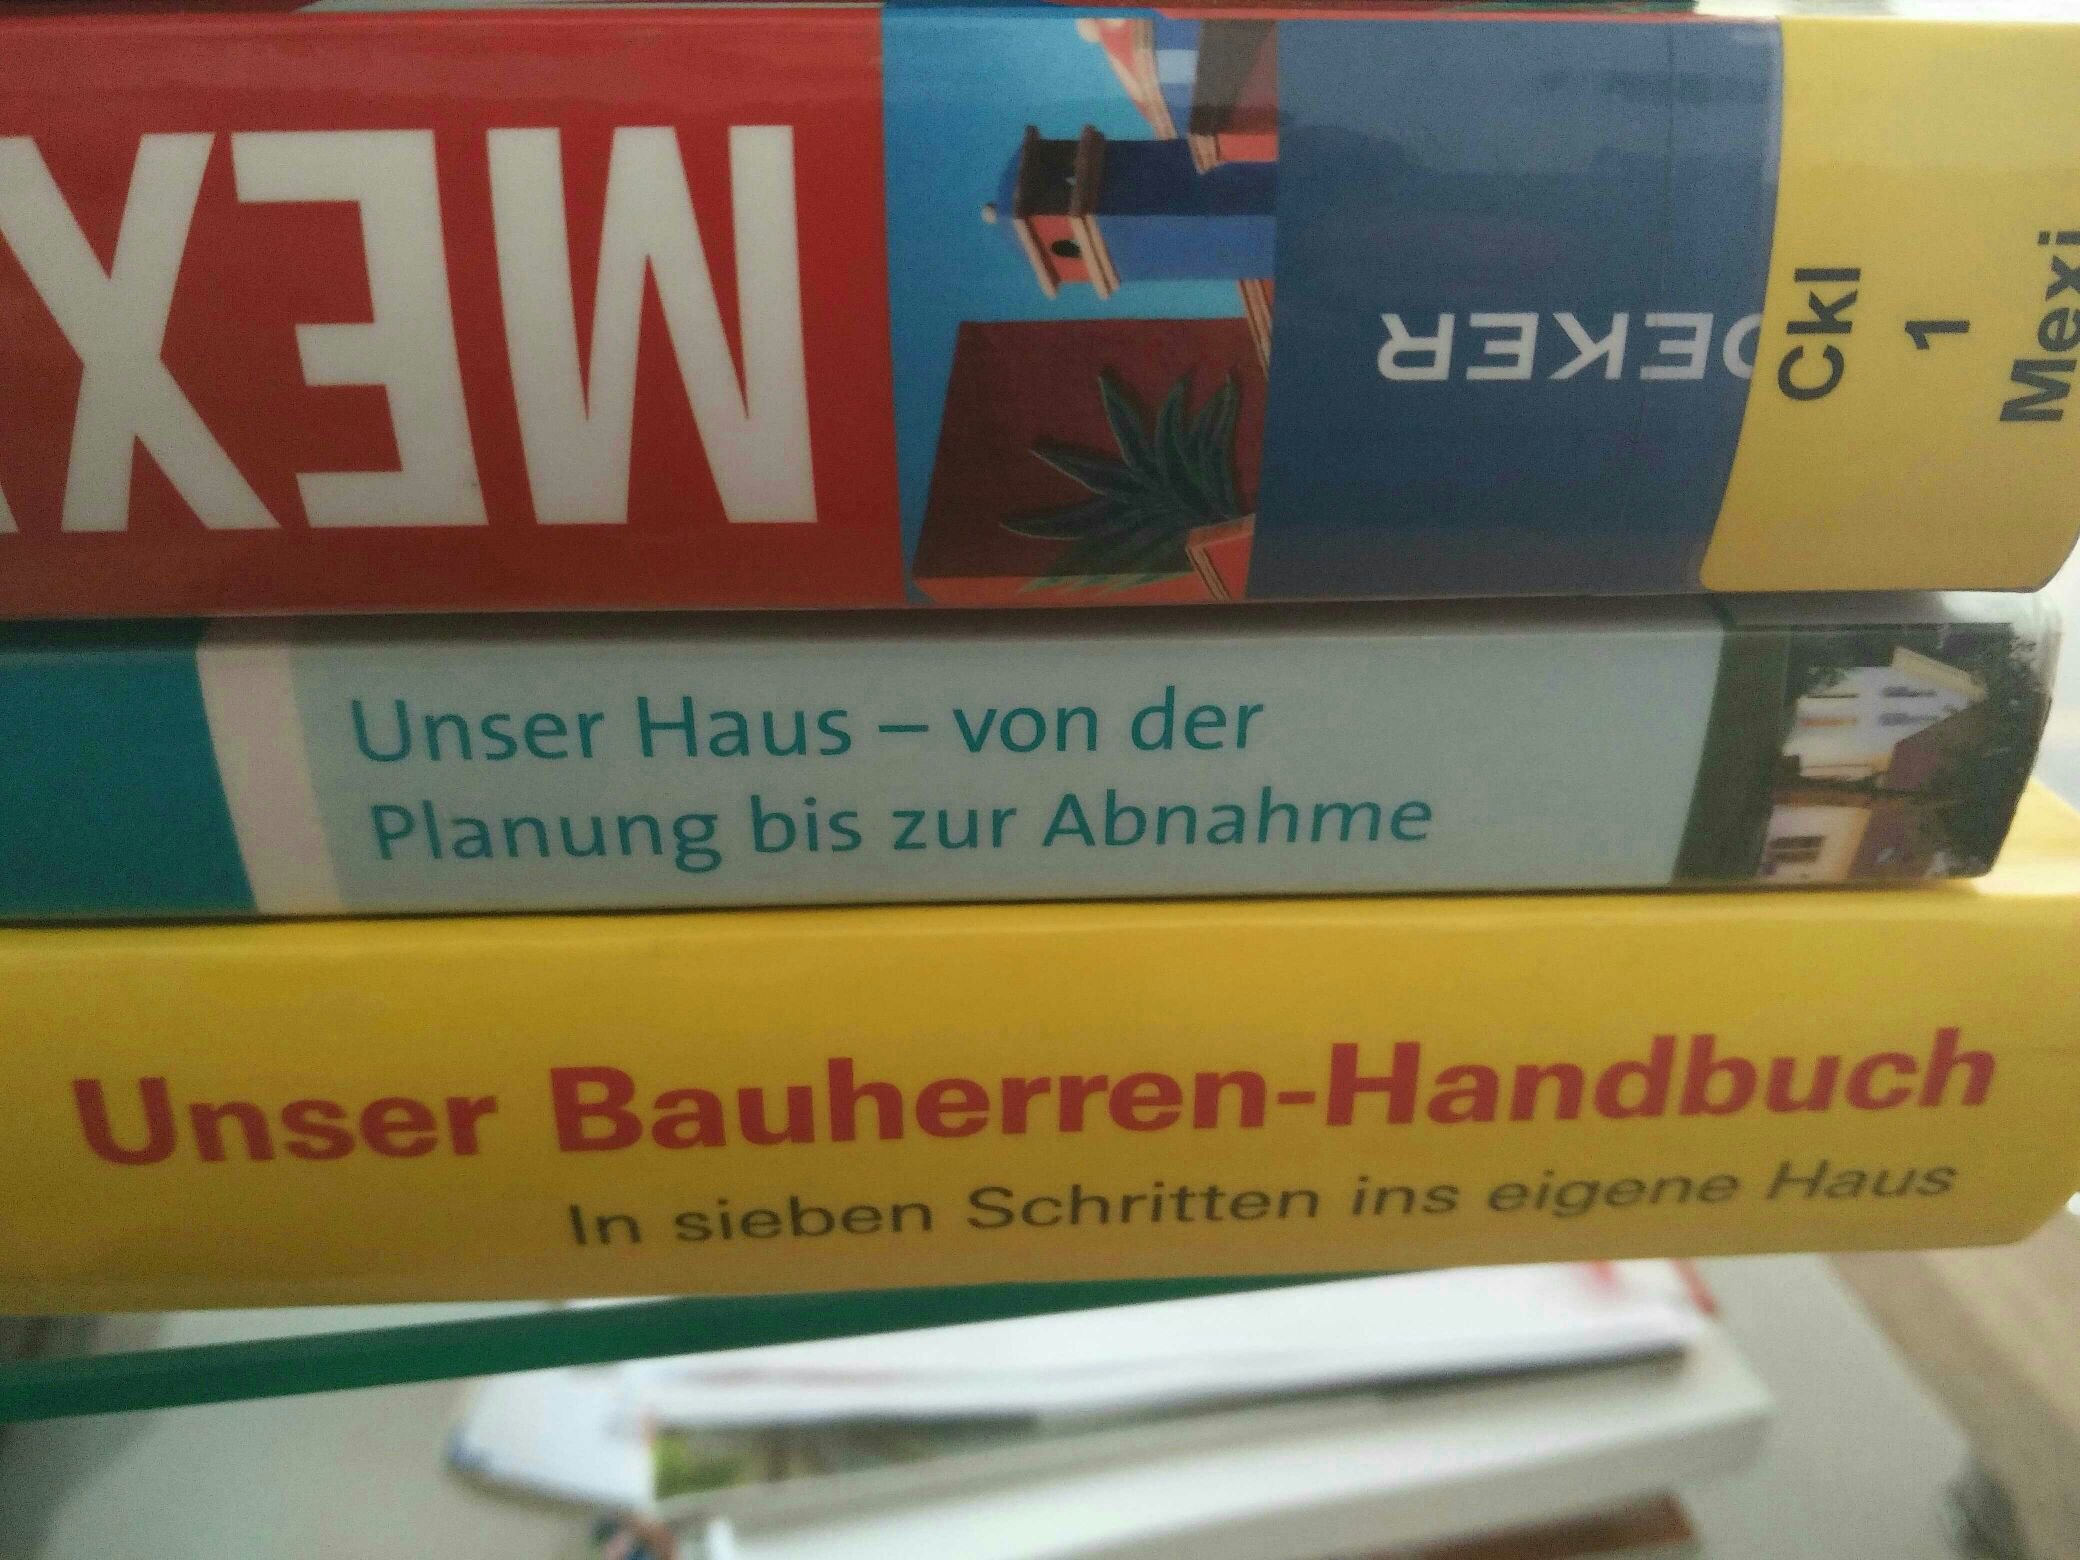 MEX
DEKER
Ckl
1
Mexi
Unser Haus – von der
Planung bis zur Abnahme
Unser Bauherren-Handbuch
In sieben Schritten ins eigene Haus